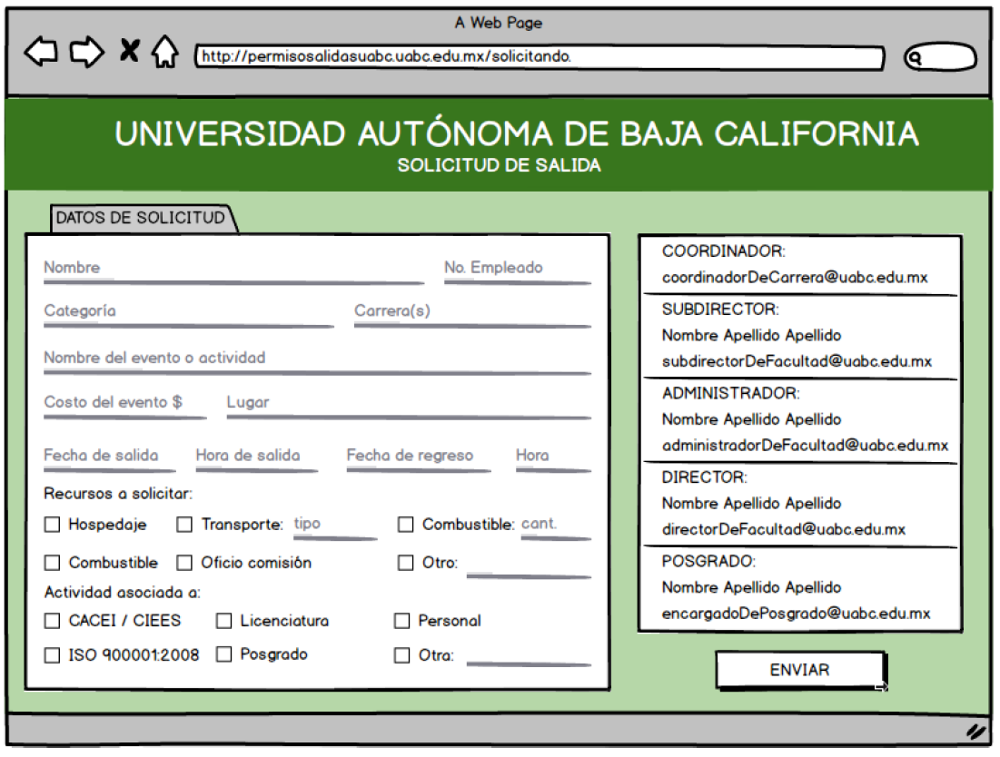 A Web Page
http://permisosalidasuabc.uabc.edu.mx/solicitando.
UNIVERSIDAD AUTÓNOMA DE BAJA CALIFORNIA
SOLICITUD DE SALIDA
DATOS DE SOLICITUD
Nombre No. Empleado
Categoría Carrera(s)
Nombre del evento o actividad
Costo del evento $ Lugar
Fecha de salida Hora de salida Fecha de regreso Hora
Recursos a solicitar:
Hospedaje Transporte: tipo Combustible: cant.
Combustible Oficio comisión Otro:
Actividad asociada a:
CACEI / CIEES Licenciatura Personal
ISO 900001:2008 Posgrado Otra:
COORDINADOR:
coordinadorDeCarrera@uabc.edu.mx
SUBDIRECTOR:
Nombre Apellido Apellido
subdirectorDeFacultad@uabc.edu.mx
ADMINISTRADOR:
Nombre Apellido Apellido
administradorDeFacultad@uabc.edu.mx
DIRECTOR:
Nombre Apellido Apellido
directorDeFacultad@uabc.edu.mx
POSGRADO:
Nombre Apellido Apellido
encargadoDePosgrado@uabc.edu.mx
ENVIAR